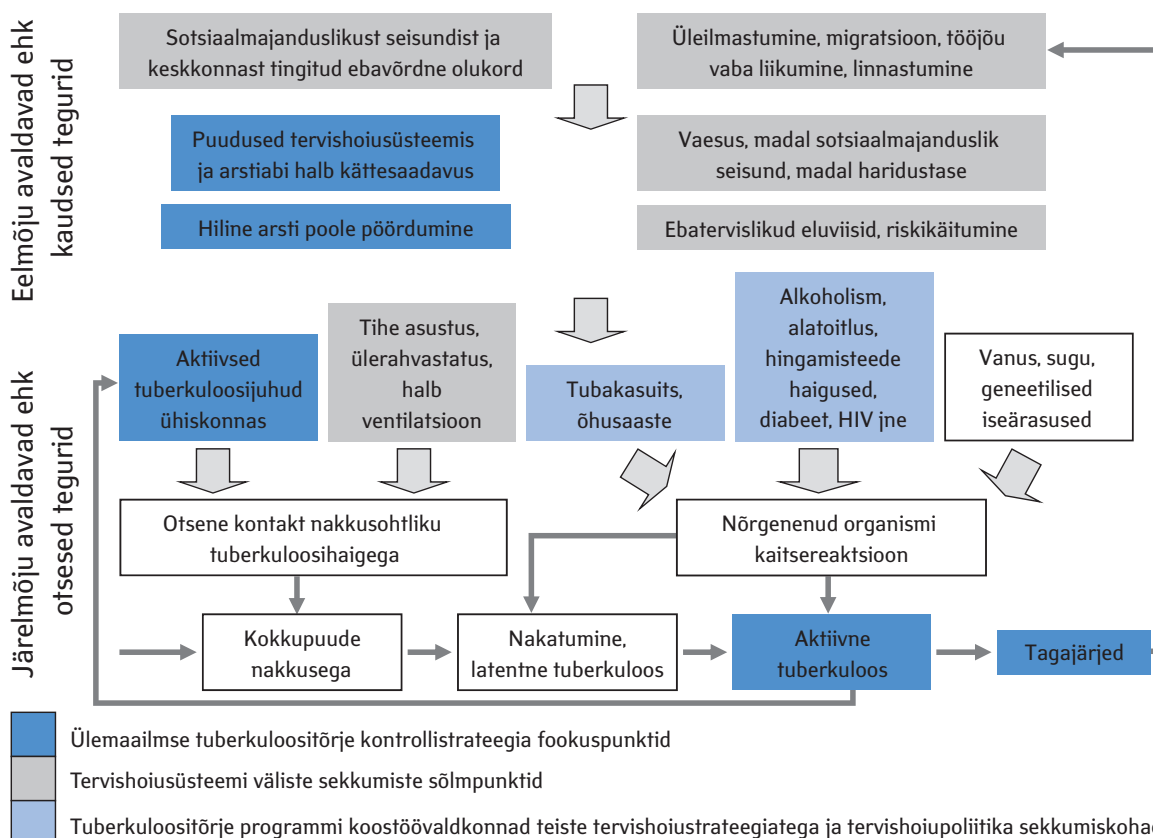 Eelmõju avaldavad ehk
kaudsed tegurid
Sotsiaalmajanduslikust seisundist ja
keskkonnast tingitud ebavõrdne olukord
Üleilmastumine, migratsioon, tööjõu
vaba liikumine, linnastumine
Puudused tervishoiusüsteemis
ja arstiabi halb kättesaadavus
Vaesus, madal sotsiaalmajanduslik
seisund, madal haridustase
Hiline arsti poole pöördumine
Ebatervislikud eluviisid, riskikäitumine
Järelmõju avaldavad ehk
otsesed tegurid
Aktiivsed
tuberkuloosijuhud
ühiskonnas
Tihe asustus,
ülerahvastatus,
halb
ventilatsioon
Tubakasuits,
õhusaaste
Alkoholism,
alatoitlus,
hingamisteede
haigused,
diabeet, HIV jne
Vanus, sugu,
geneetilised
iseärasused
Otsene kontakt nakkusohtliku
tuberkuloosihaigega
Nõrgenenud organismi
kaitsereaktsioon
Kokkupuude
nakkusega
Nakatumine,
latentne tuberkuloos
Aktiivne
tuberkuloos
Tagajärjed
Ülemaailmse tuberkuloositõrje kontrollistrateegia fookuspunktid
Tervishoiusüsteemi väliste sekkumiste sõlmpunktid
Tuberkuloositõrje programmi koostöövaldkonnad teiste tervishoiustrateegiatega ja tervishoiupoliitika